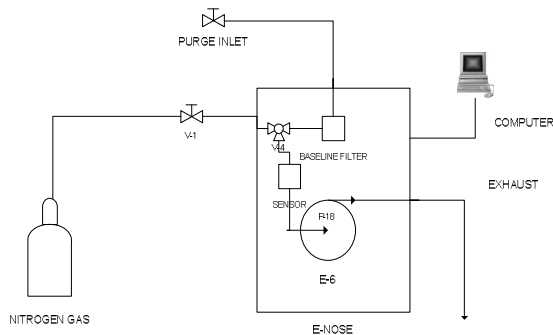 PURGE INLET
COMPUTER
V-1
V-4
BASELINE FILTER
EXHAUST
SENSOR
P-18
E-6
NITROGEN GAS
E-NOSE